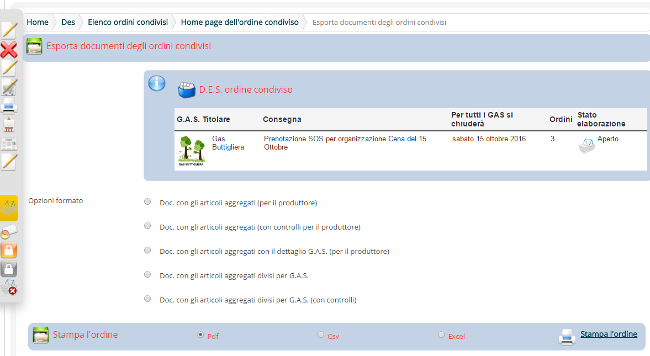 Home Des Elenco ordini condivisi Home page dell'ordine condiviso Esporta documenti degli ordini condivisi
Esporta documenti degli ordini condivisi
D.E.S. ordine condiviso
G.A.S. Titolare Consegna Per tutti i GAS si chiuderà Ordini Stato elaborazione
Gas Buttigliera Prenotazione SOS per organizzazione Cena del 15 Ottobre sabato 15 ottobre 2016 3 Aperto
GAS BUTTIGLIERA
Opzioni formato
Doc. con gli articoli aggregati (per il produttore)
Doc. con gli articoli aggregati (con controlli per il produttore)
Doc. con gli articoli aggregati con il dettaglio G.A.S. (per il produttore)
Doc. con gli articoli aggregati divisi per G.A.S.
Doc. con gli articoli aggregati divisi per G.A.S. (con controlli)
Stampa l'ordine Pdf Csv Excel Stampa l'ordine